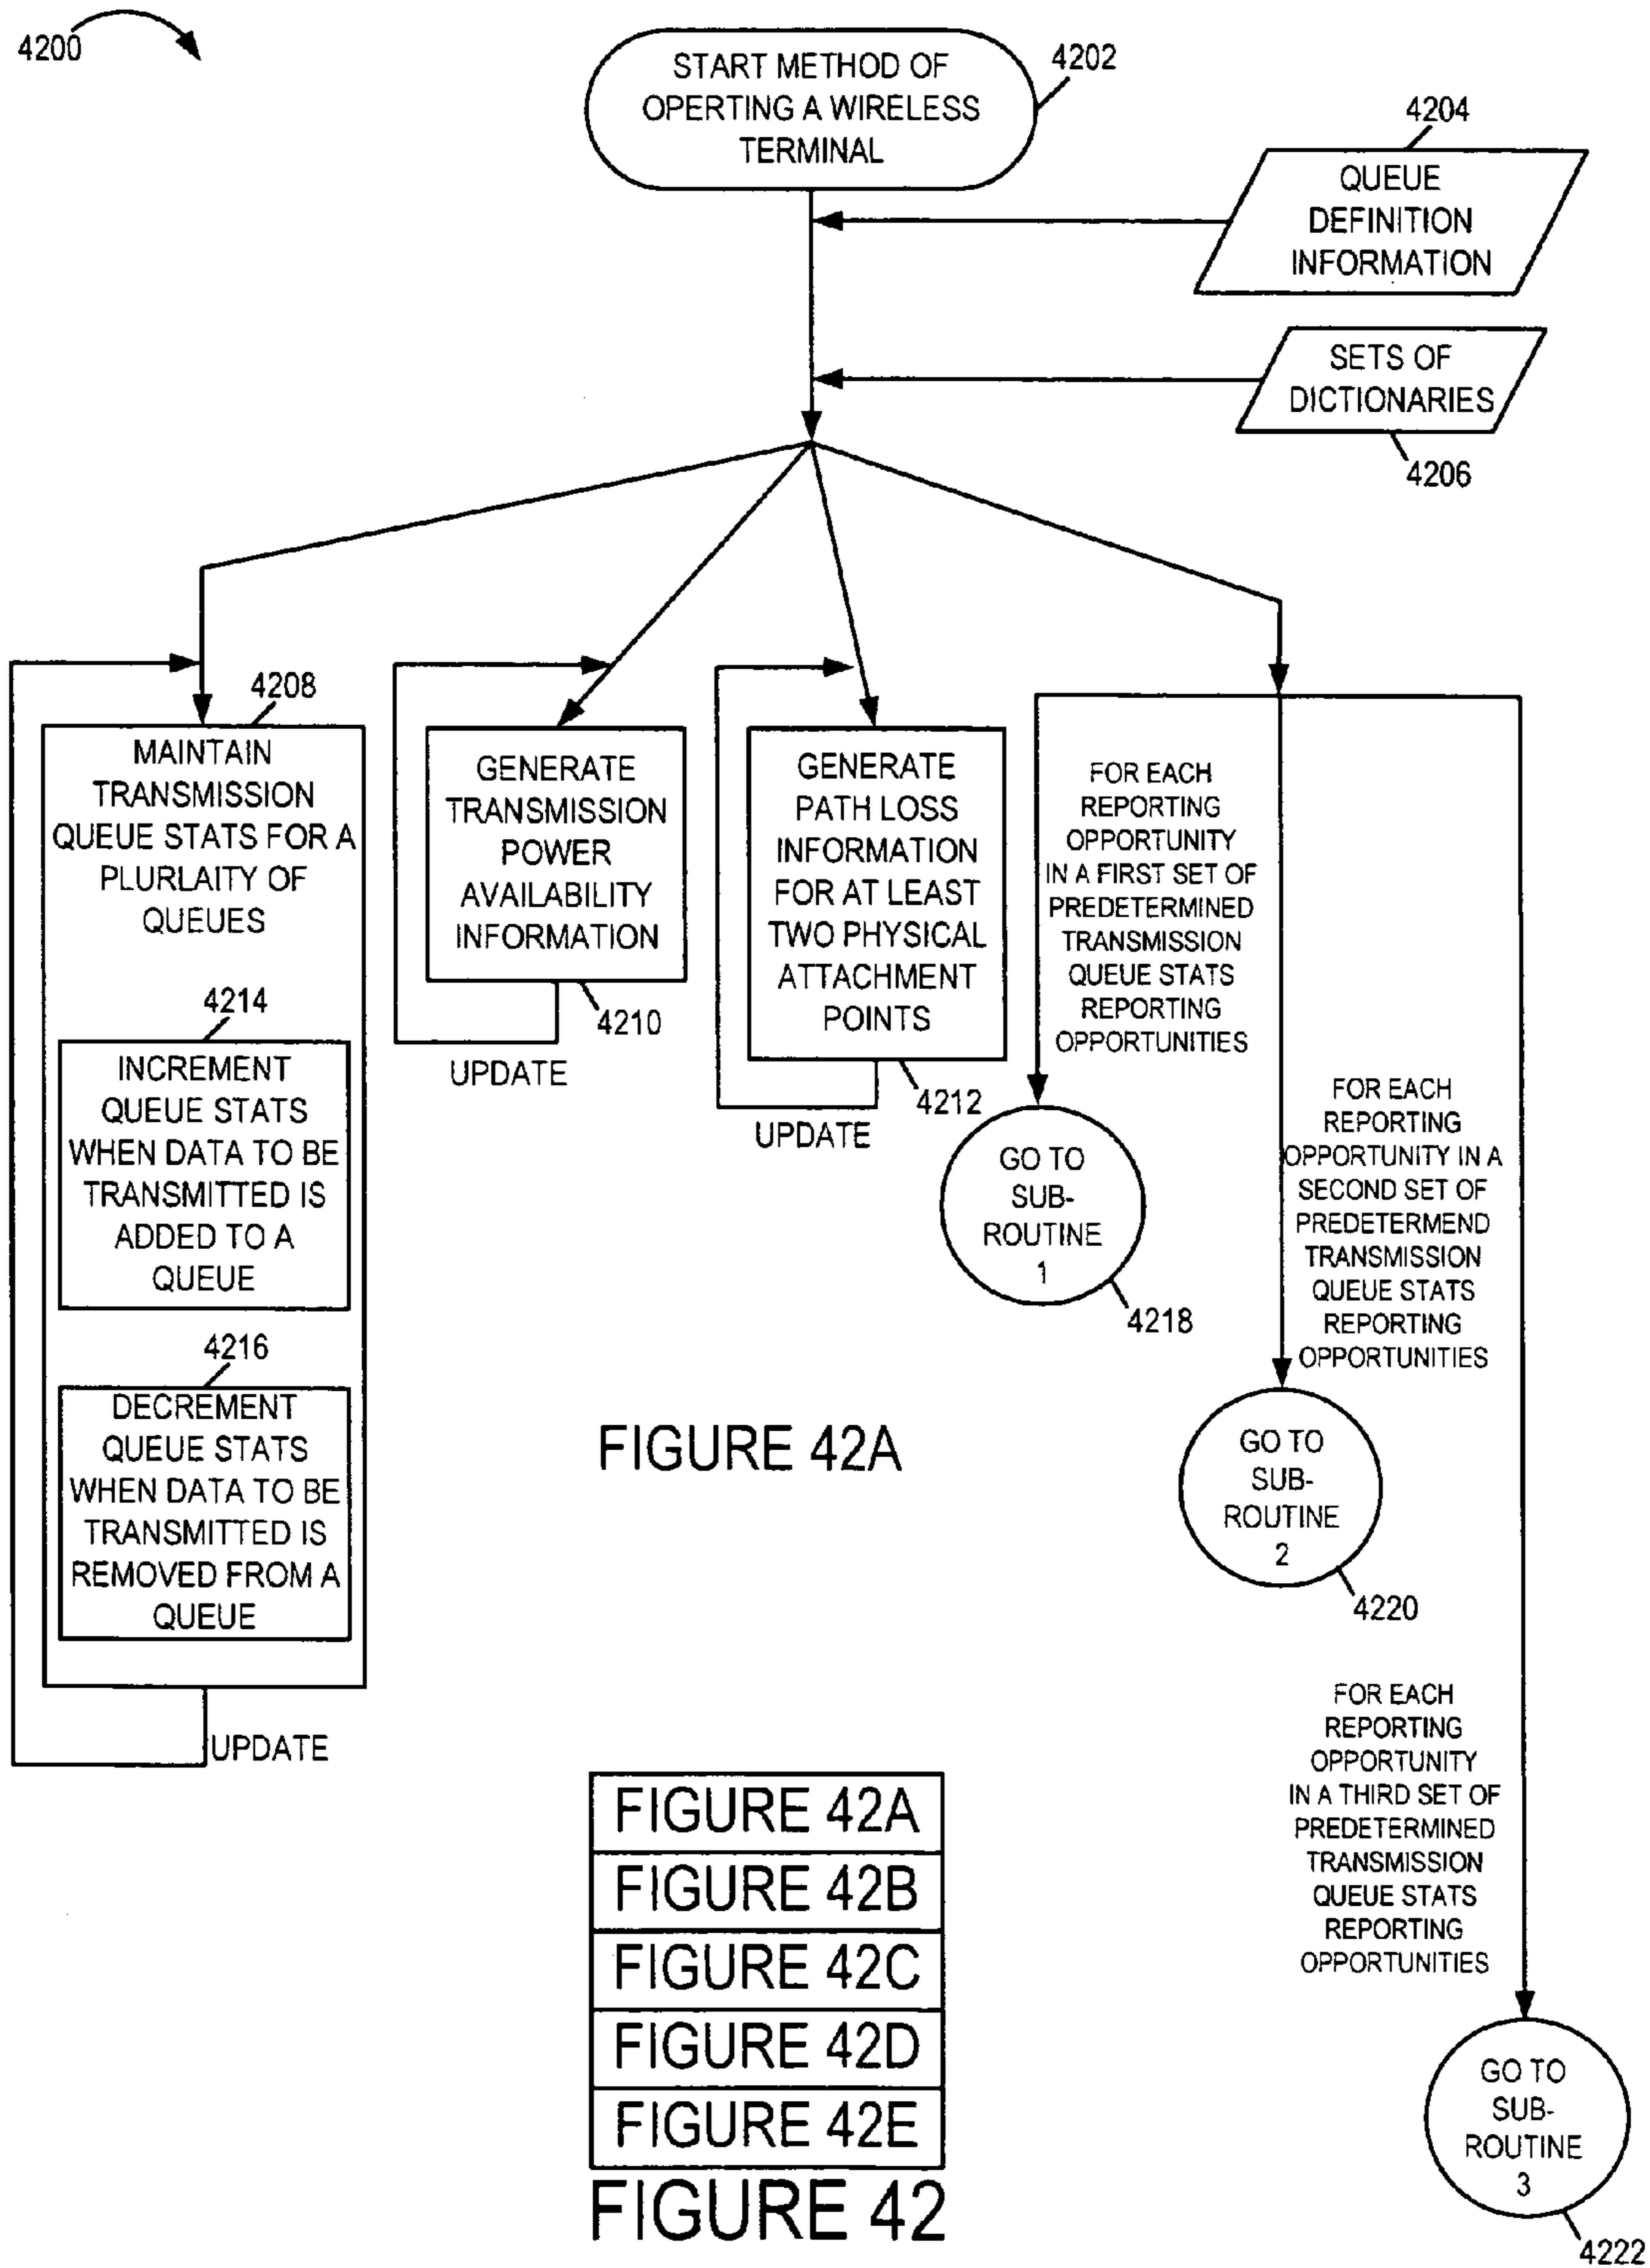 4200
START METHOD OF
OPERTING A WIRELESS
TERMINAL
4202
4204
QUEUE
DEFINITION
INFORMATION
SETS OF
DICTIONARIES
4206
4208
MAINTAIN
TRANSMISSION
QUEUE STATS FOR A
PLURLAITY OF
QUEUES
4214
INCREMENT
QUEUE STATS
WHEN DATA TO BE
TRANSMITTED IS
ADDED TO A
QUEUE
4216
DECREMENT
QUEUE STATS
WHEN DATA TO BE
TRANSMITTED IS
REMOVED FROM A
QUEUE
UPDATE
GENERATE
TRANSMISSION
POWER
AVAILABILITY
INFORMATION
4210
UPDATE
GENERATE
PATH LOSS
INFORMATION
FOR AT LEAST
TWO PHYSICAL
ATTACHMENT
POINTS
4212
UPDATE
FOR EACH
REPORTING
OPPORTUNITY
IN A FIRST SET OF
PREDETERMINED
TRANSMISSION
QUEUE STATS
REPORTING
OPPORTUNITIES
GO TO
SUB-
ROUTINE
1
4218
FOR EACH
REPORTING
OPPORTUNITY IN A
SECOND SET OF
PREDETERMEND
TRANSMISSION
QUEUE STATS
REPORTING
OPPORTUNITIES
GO TO
SUB-
ROUTINE
2
4220
FOR EACH
REPORTING
OPPORTUNITY
IN A THIRD SET OF
PREDETERMINED
TRANSMISSION
QUEUE STATS
REPORTING
OPPORTUNITIES
GO TO
SUB-
ROUTINE
3
4222
FIGURE 42A
FIGURE 42A
FIGURE 42B
FIGURE 42C
FIGURE 42D
FIGURE 42E
FIGURE 42